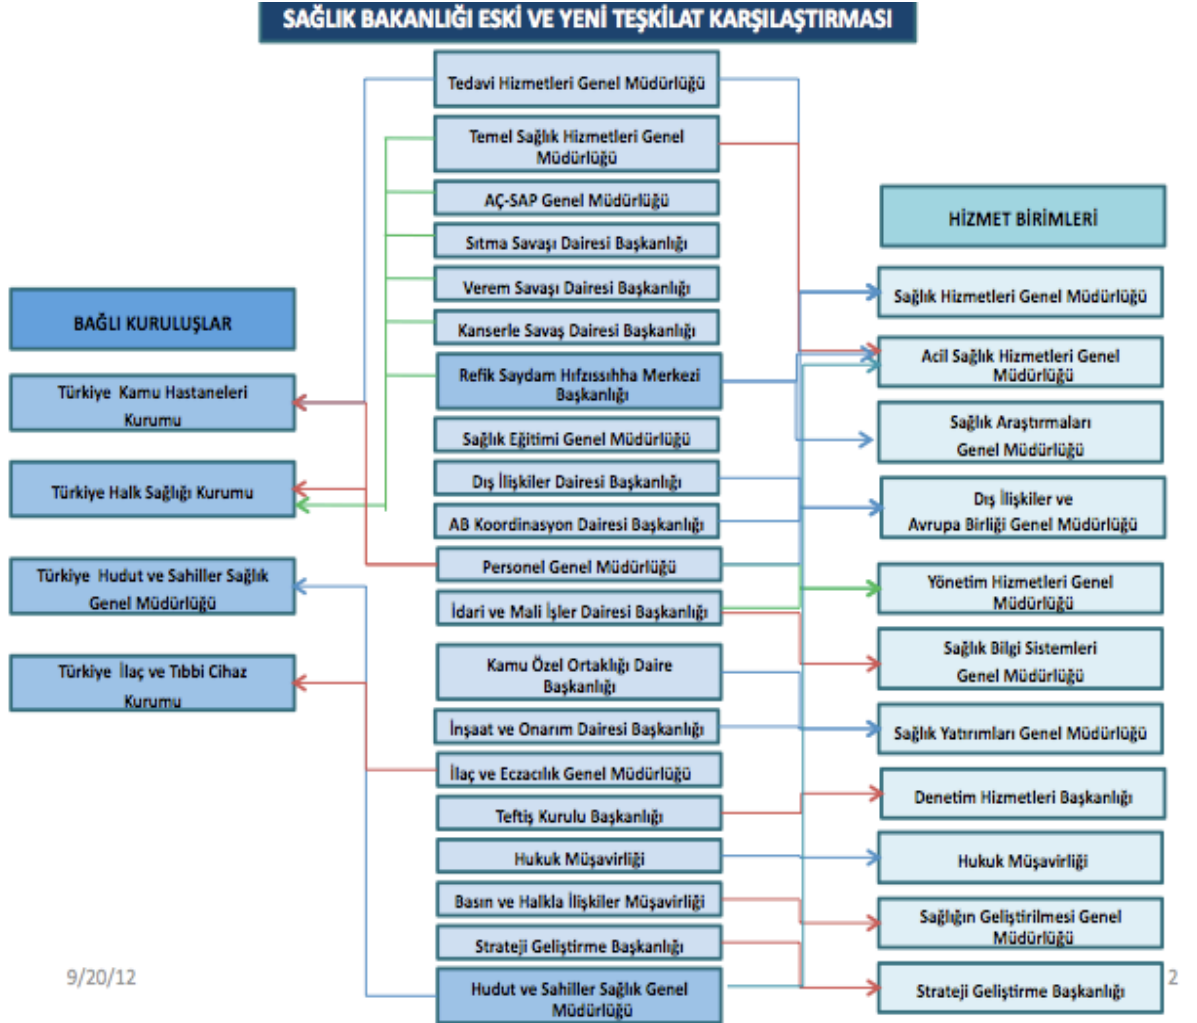 SAĞLIK BAKANLIĞI ESKİ VE YENİ TEŞKİLAT KARŞILAŞTIRMASI
BAĞLI KURULUŞLAR
Türkiye Kamu Hastaneleri
Kurumu
Türkiye Halk Sağlığı Kurumu
Türkiye Hudut ve Sahiller Sağlık
Genel Müdürlüğü
Türkiye İlaç ve Tıbbi Cihaz
Kurumu
Tedavi Hizmetleri Genel Müdürlüğü
Temel Sağlık Hizmetleri Genel
Müdürlüğü
AÇ-SAP Genel Müdürlüğü
Sıtma Savaşı Dairesi Başkanlığı
Verem Savaşı Dairesi Başkanlığı
Kanserle Savaş Dairesi Başkanlığı
Refik Saydam Hıfzıssıhha Merkezi
Başkanlığı
Sağlık Eğitimi Genel Müdürlüğü
Dış İlişkiler Dairesi Başkanlığı
AB Koordinasyon Dairesi Başkanlığı
Personel Genel Müdürlüğü
İdari ve Mali İşler Dairesi Başkanlığı
Kamu Özel Ortaklığı Daire
Başkanlığı
İnşaat ve Onarım Dairesi Başkanlığı
İlaç ve Eczacılık Genel Müdürlüğü
Teftiş Kurulu Başkanlığı
Hukuk Müşavirliği
Basın ve Halkla İlişkiler Müşavirliği
Strateji Geliştirme Başkanlığı
Hudut ve Sahiller Sağlık Genel
Müdürlüğü
HİZMET BİRİMLERİ
Sağlık Hizmetleri Genel Müdürlüğü
Acil Sağlık Hizmetleri Genel
Müdürlüğü
Sağlık Araştırmaları
Genel Müdürlüğü
Dış İlişkiler ve
Avrupa Birliği Genel Müdürlüğü
Yönetim Hizmetleri Genel
Müdürlüğü
Sağlık Bilgi Sistemleri
Genel Müdürlüğü
Sağlık Yatırımları Genel Müdürlüğü
Denetim Hizmetleri Başkanlığı
Hukuk Müşavirliği
Sağlığın Geliştirilmesi Genel
Müdürlüğü
Strateji Geliştirme Başkanlığı
9/20/12
2